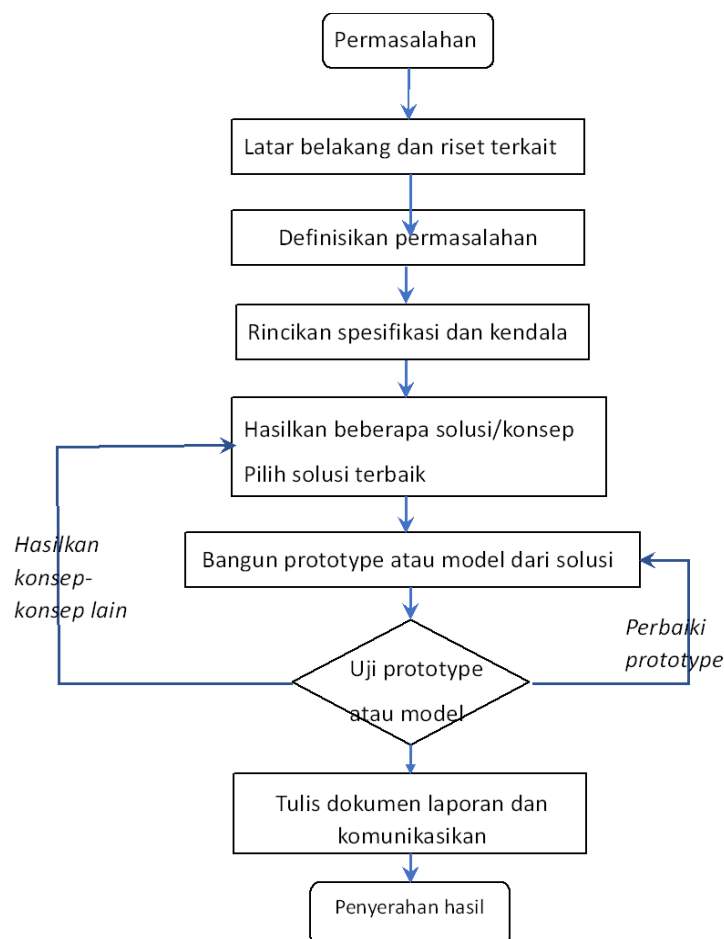 Permasalahan
Latar belakang dan riset terkait
Definisikan permasalahan
Rincikan spesifikasi dan kendala
Hasilkan beberapa solusi/konsep
Pilih solusi terbaik
Hasilkan
konsep-
konsep lain
Bangun prototype atau model dari solusi
Perbaiki
prototype
Uji prototype
atau model
Tulis dokumen laporan dan
komunikasikan
Penyerahan hasil